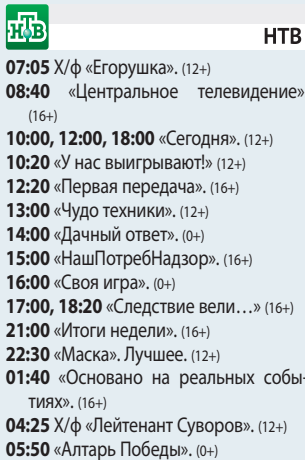 НТВ
НТВ
07:05 Х/ф «Егорушка». (12+)
08:40 «Центральное телевидение»
(16+)
10:00, 12:00, 18:00 «Сегодня». (12+)
10:20 «У нас выигрывают!» (12+)
12:20 «Первая передача». (16+)
13:00 «Чудо техники». (12+)
14:00 «Дачный ответ». (0+)
15:00 «НашПотребНадзор». (16+)
16:00 «Своя игра». (0+)
17:00, 18:20 «Следствие вели…» (16+)
21:00 «Итоги недели». (16+)
22:30 «Маска». Лучшее. (12+)
01:40 «Основано на реальных собы-
тиях». (16+)
04:25 Х/ф «Лейтенант Суворов». (12+)
05:50 «Алтарь Победы». (0+)